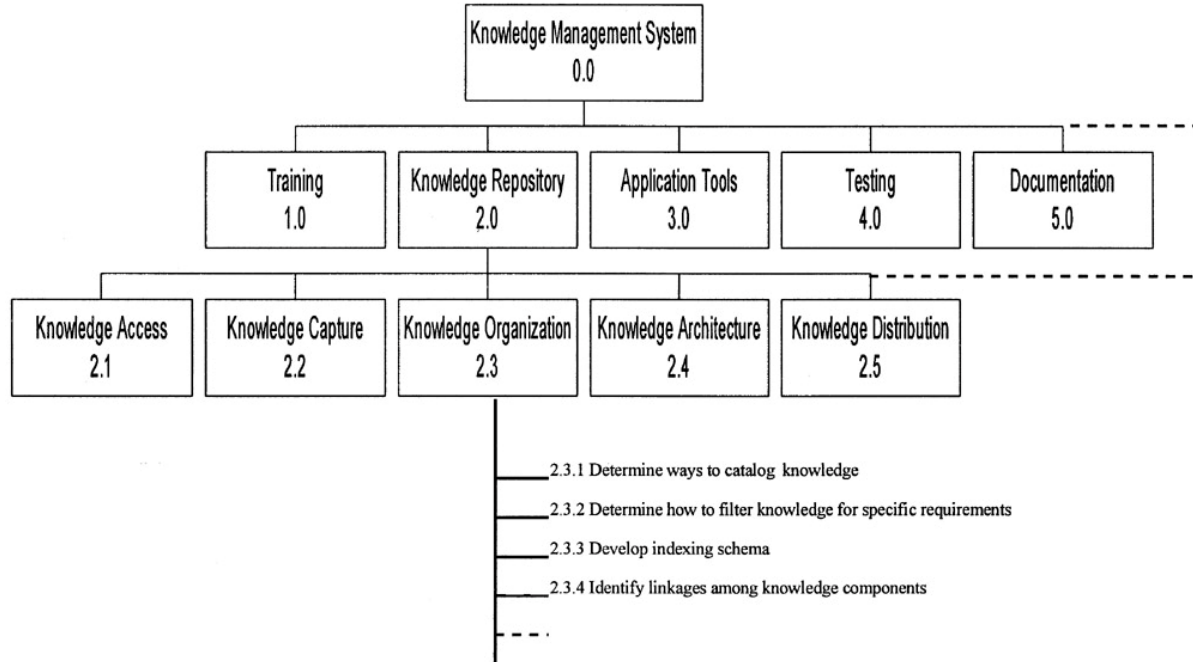 Knowledge Management System
0.0
Training
1.0
Knowledge Repository
2.0
Application Tools
3.0
Testing
4.0
Documentation
5.0
Knowledge Access
2.1
Knowledge Capture
2.2
Knowledge Organization
2.3
Knowledge Architecture
2.4
Knowledge Distribution
2.5
2.3.1 Determine ways to catalog knowledge
2.3.2 Determine how to filter knowledge for specific requirements
2.3.3 Develop indexing schema
2.3.4 Identify linkages among knowledge components